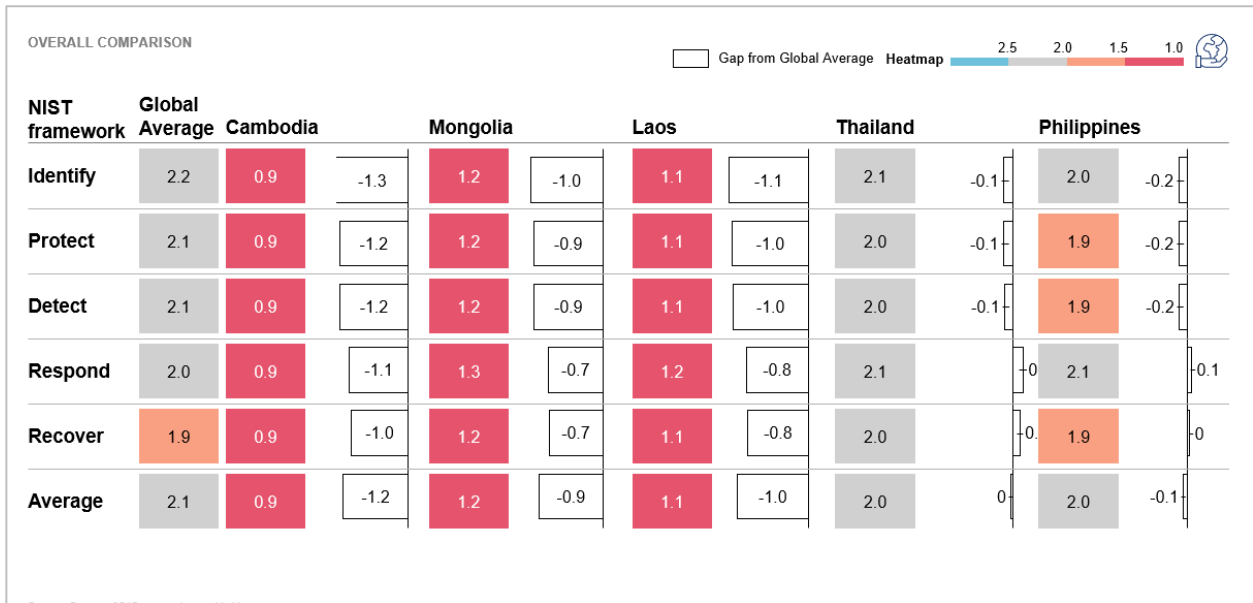 OVERALL COMPARISON
Gap from Global Average Heatmap 2.5 2.0 1.5 1.0
NIST framework Global Average Cambodia Mongolia Laos Thailand Philippines
Identify 2.2 0.9 -1.3 1.2 -1.0 1.1 -1.1 2.1 -0.1 2.0 -0.2
Protect 2.1 0.9 -1.2 1.2 -0.9 1.1 -1.0 2.0 -0.1 1.9 -0.2
Detect 2.1 0.9 -1.2 1.2 -0.9 1.1 -1.0 2.0 -0.1 1.9 -0.2
Respond 2.0 0.9 -1.1 1.3 -0.7 1.2 -0.8 2.1 0 2.1 0.1
Recover 1.9 0.9 -1.0 1.2 -0.7 1.1 -0.8 2.0 0. 1.9 0
Average 2.1 0.9 -1.2 1.2 -0.9 1.1 -1.0 2.0 0 2.0 -0.1